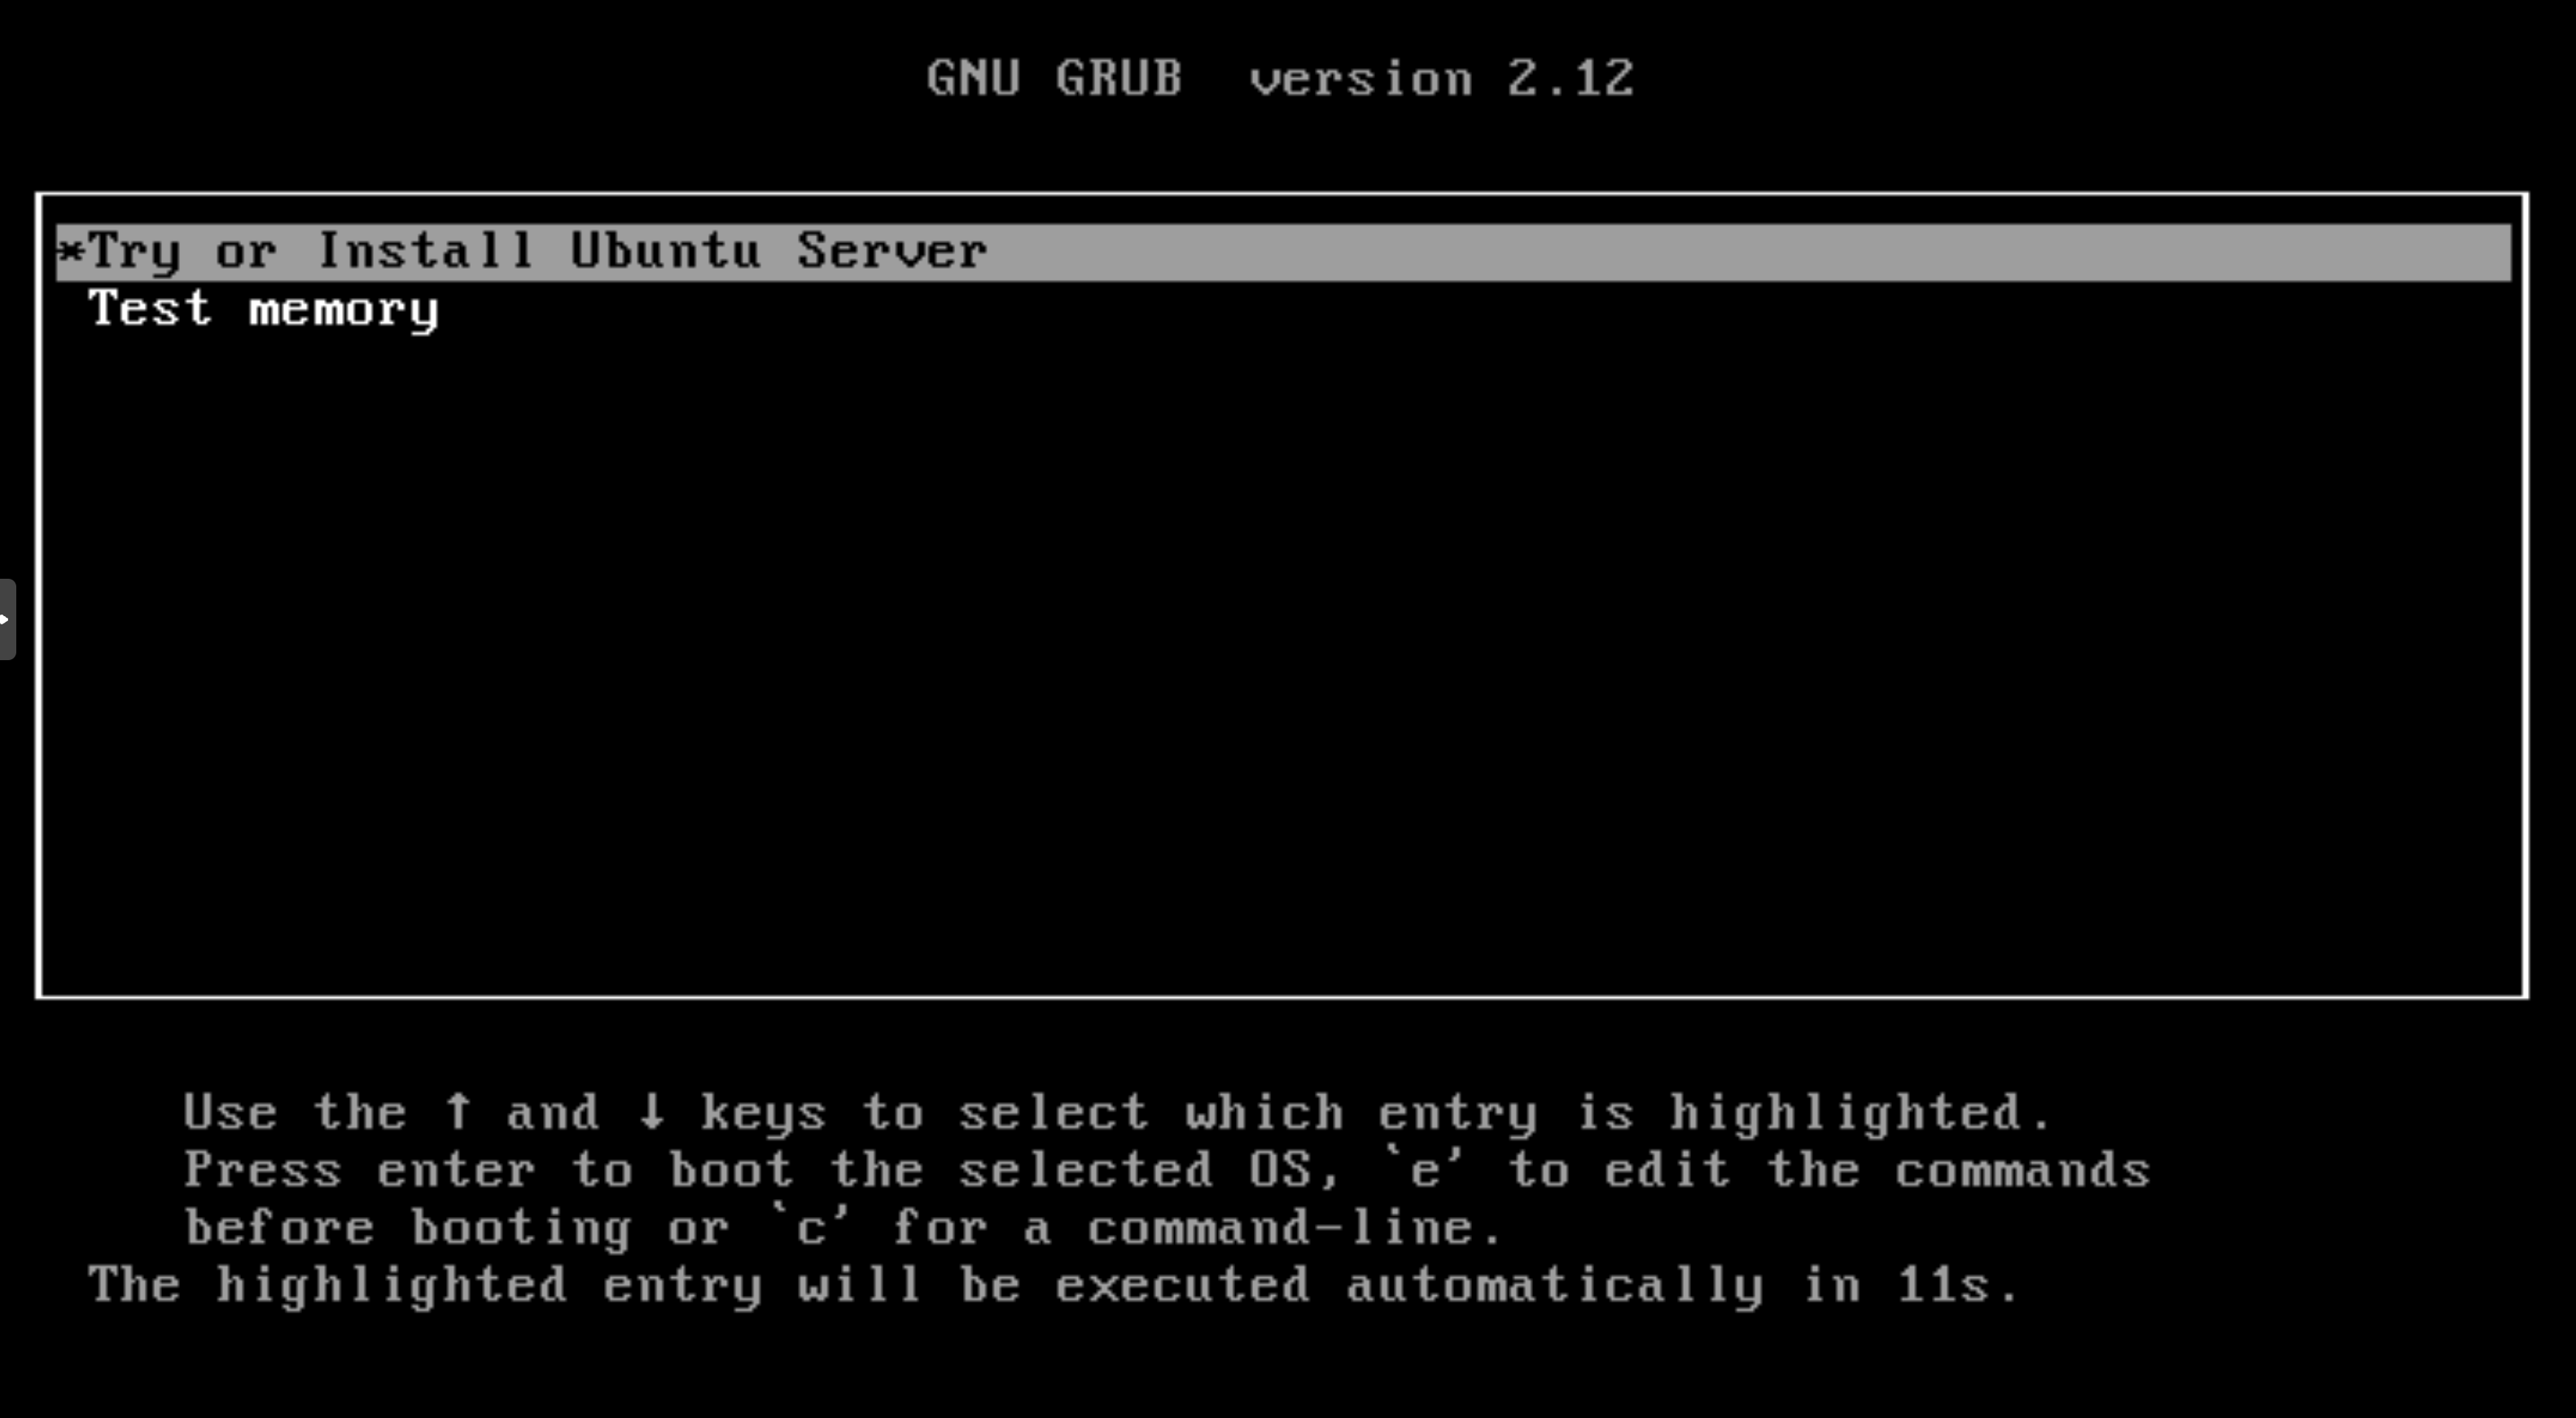 GNU GRUB  version 2.12
*Try or Install Ubuntu Server
Test memory
Use the ↑ and ↓ keys to select which entry is highlighted.
Press enter to boot the selected OS, `e' to edit the commands
before booting or `c' for a command-line.
The highlighted entry will be executed automatically in 11s.